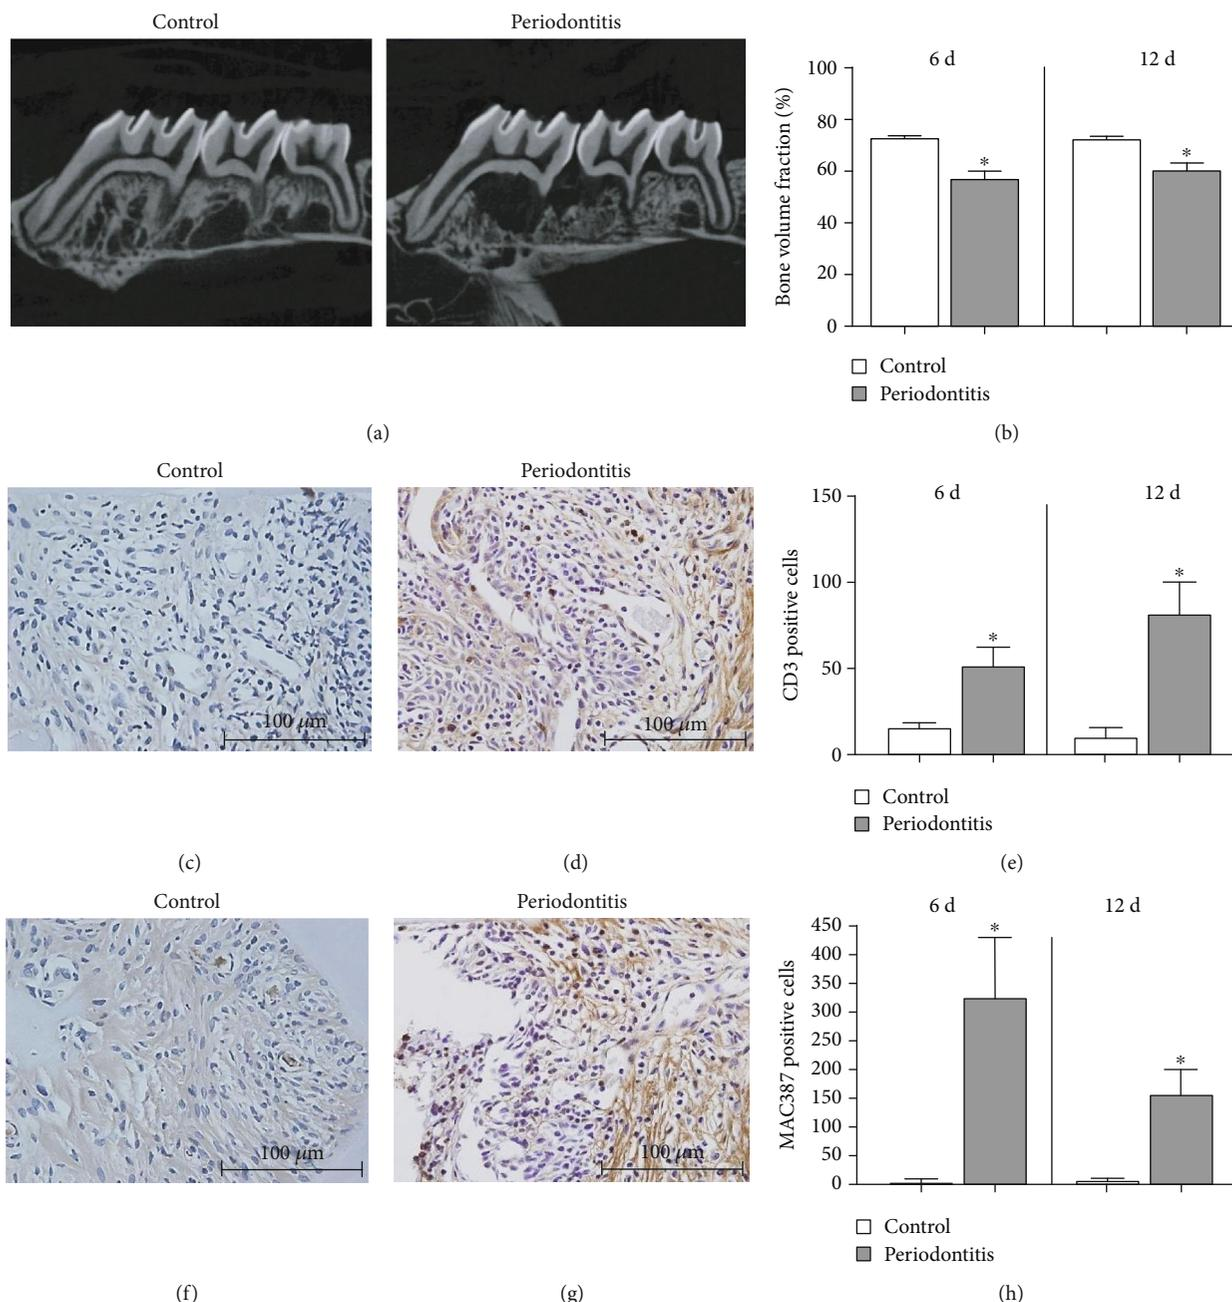 Control
Periodontitis
6 d
12 d
Bone volume fraction (%)
100
80
60
40
20
0
*
*
Control
Periodontitis
(a)
(b)
Control
Periodontitis
100 μm
100 μm
6 d
12 d
CD3 positive cells
150
100
50
0
*
*
Control
Periodontitis
(c)
(d)
(e)
Control
Periodontitis
100 μm
100 μm
6 d
12 d
MAC387 positive cells
450
400
350
300
250
200
150
100
50
0
*
*
Control
Periodontitis
(f)
(g)
(h)